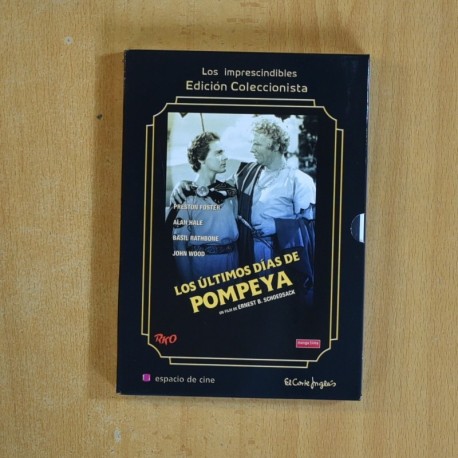 Los imprescindibles
Edición Coleccionista
PRESTON FOSTER
ALAN HALE
BASIL RATHBONE
JOHN WOOD
LOS ÚLTIMOS DÍAS DE
POMPEYA
UN FILM DE ERNEST B. SCHOEDSACK
RKO
espacio de cine
El Corte Inglés